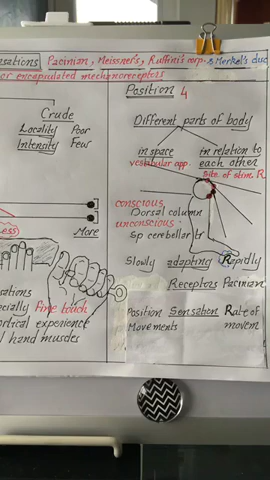 sations Pacinian, Meissner's, Ruffini's corp. & Merkel's disc
or encapsulated mechanoreceptors
Position 4
Crude
Locality Poor
Intensity Few
Less
More
sations
ecially Fine touch
ortical experience
l hand muscles
Different parts of body
in space
vestabular app.
in relation to
each other
Site of stim R
conscious
Dorsal column
unconscious
Sp cerebellar tr
Slowly adapting Rapidly
Receptors Pacinian
Position Sensation Rate of
Movements movem